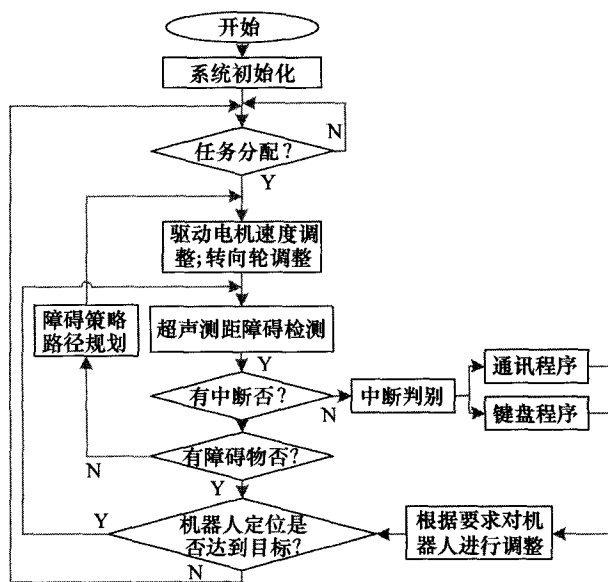 开始
系统初始化
N
任务分配?
Y
驱动电机速度调
整;转向轮调整
障碍策略
路径规划
超声测距障碍检测
Y
有中断否?
N
中断判别
通讯程序
键盘程序
有障碍物否?
N
Y
Y
机器人定位是
否达到目标?
N
根据要求对机
器人进行调整